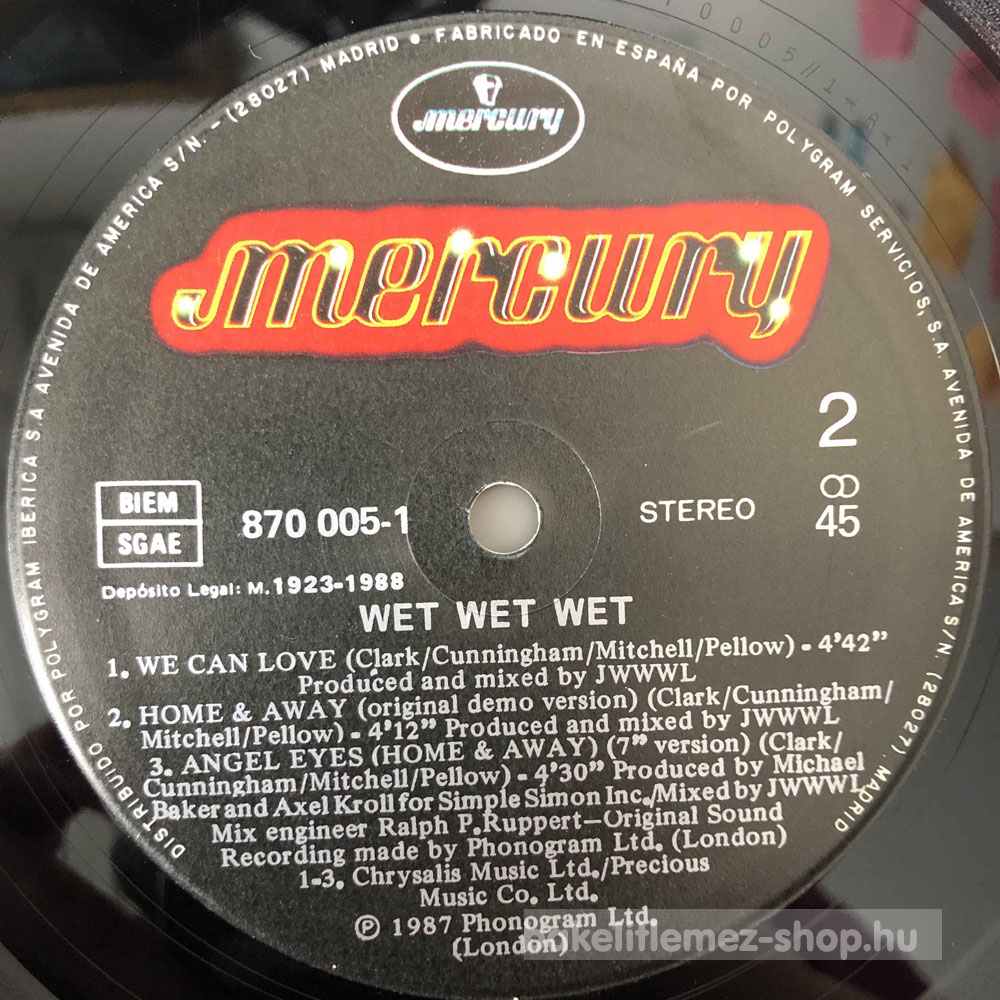 DISTRIBUIDO POR POLYGRAM IBERICA S.A AVENIDA DE AMERICA S/N. - (28027) MADRID • FABRICADO EN ESPAÑA POR POLYGRAM SERVICIOS, S.A. AVENIDA DE AMERICA S/N. (28027). MADRID
mercury
mercury
2
BIEM
SGAE
870 005-1
STEREO
45
Depósito Legal: M. 1923-1988
WET WET WET
1. WE CAN LOVE (Clark/Cunningham/Mitchell/Pellow) - 4'42"
Produced and mixed by JWWWL
2. HOME & AWAY (original demo version) (Clark/Cunningham/
Mitchell/Pellow) - 4'12" Produced and mixed by JWWWL
3. ANGEL EYES (HOME & AWAY) (7" version) (Clark/
Cunningham/Mitchell/Pellow) - 4'30" Produced by Michael
Baker and Axel Kroll for Simple Simon Inc./Mixed by JWWWL
Mix engineer Ralph P.Ruppert—Original Sound
Recording made by Phonogram Ltd. (London)
1-3. Chrysalis Music Ltd./Precious
Music Co. Ltd.
℗ 1987 Phonogram Ltd.
(London)
bakelitlemez-shop.hu